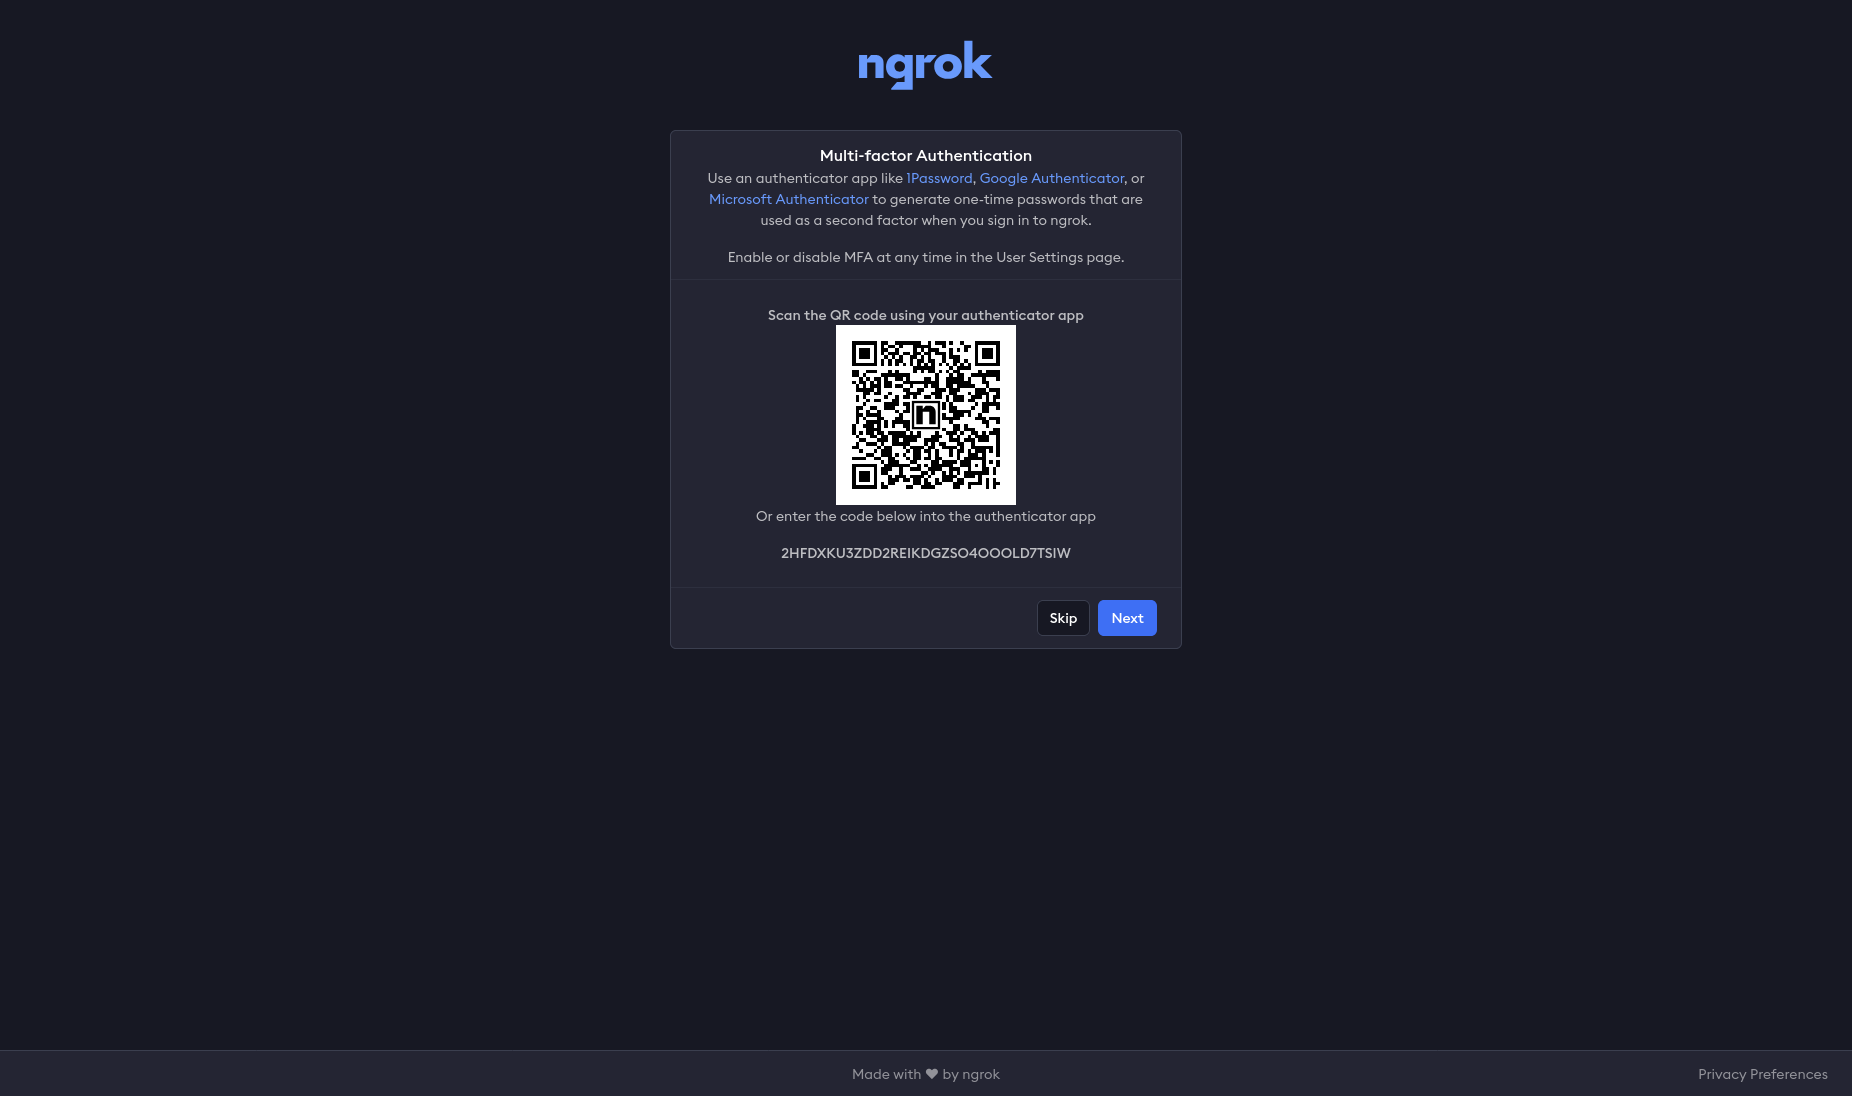 ngrok
Multi-factor Authentication
Use an authenticator app like 1Password, Google Authenticator, or
Microsoft Authenticator to generate one-time passwords that are
used as a second factor when you sign in to ngrok.
Enable or disable MFA at any time in the User Settings page.
Scan the QR code using your authenticator app
n
Or enter the code below into the authenticator app
2HFDXKU3ZDD2REIKDGZSO4OOOLD7TSIW
Skip
Next
Made with ♥ by ngrok
Privacy Preferences